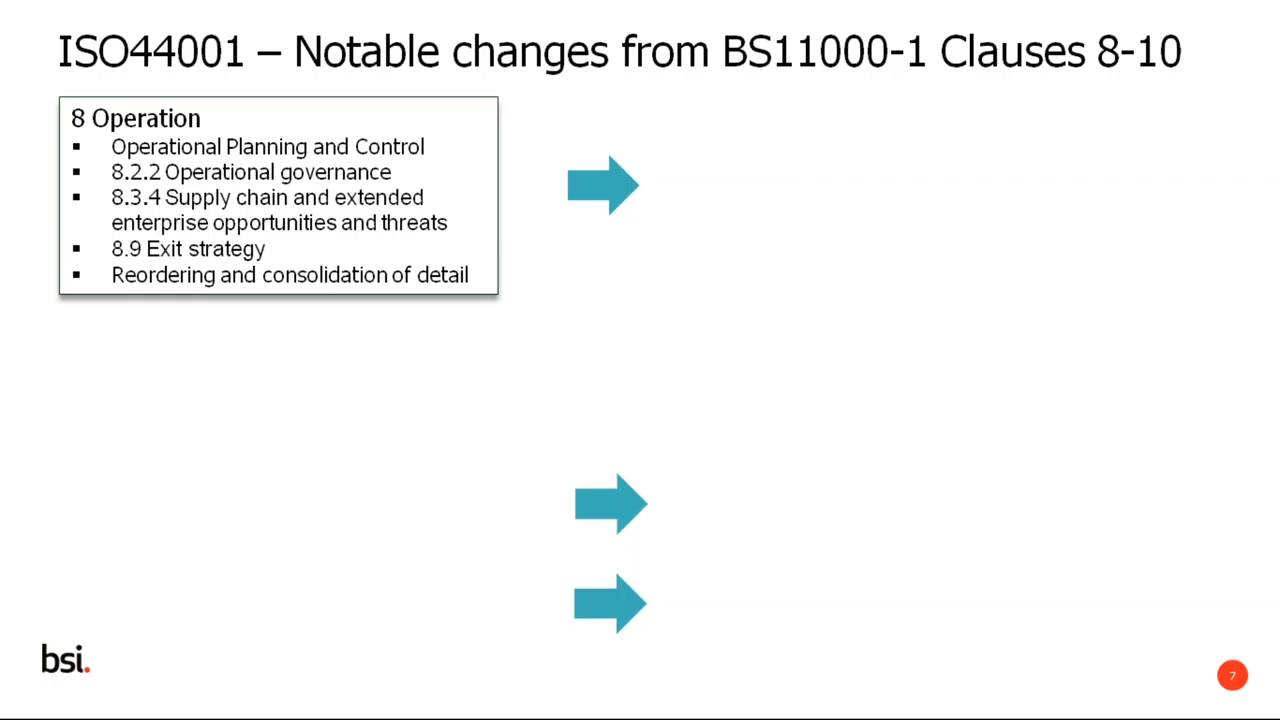 ISO44001 – Notable changes from BS11000-1 Clauses 8-10
8 Operation
▪ Operational Planning and Control
▪ 8.2.2 Operational governance
▪ 8.3.4 Supply chain and extended
enterprise opportunities and threats
▪ 8.9 Exit strategy
▪ Reordering and consolidation of detail
bsi.
7